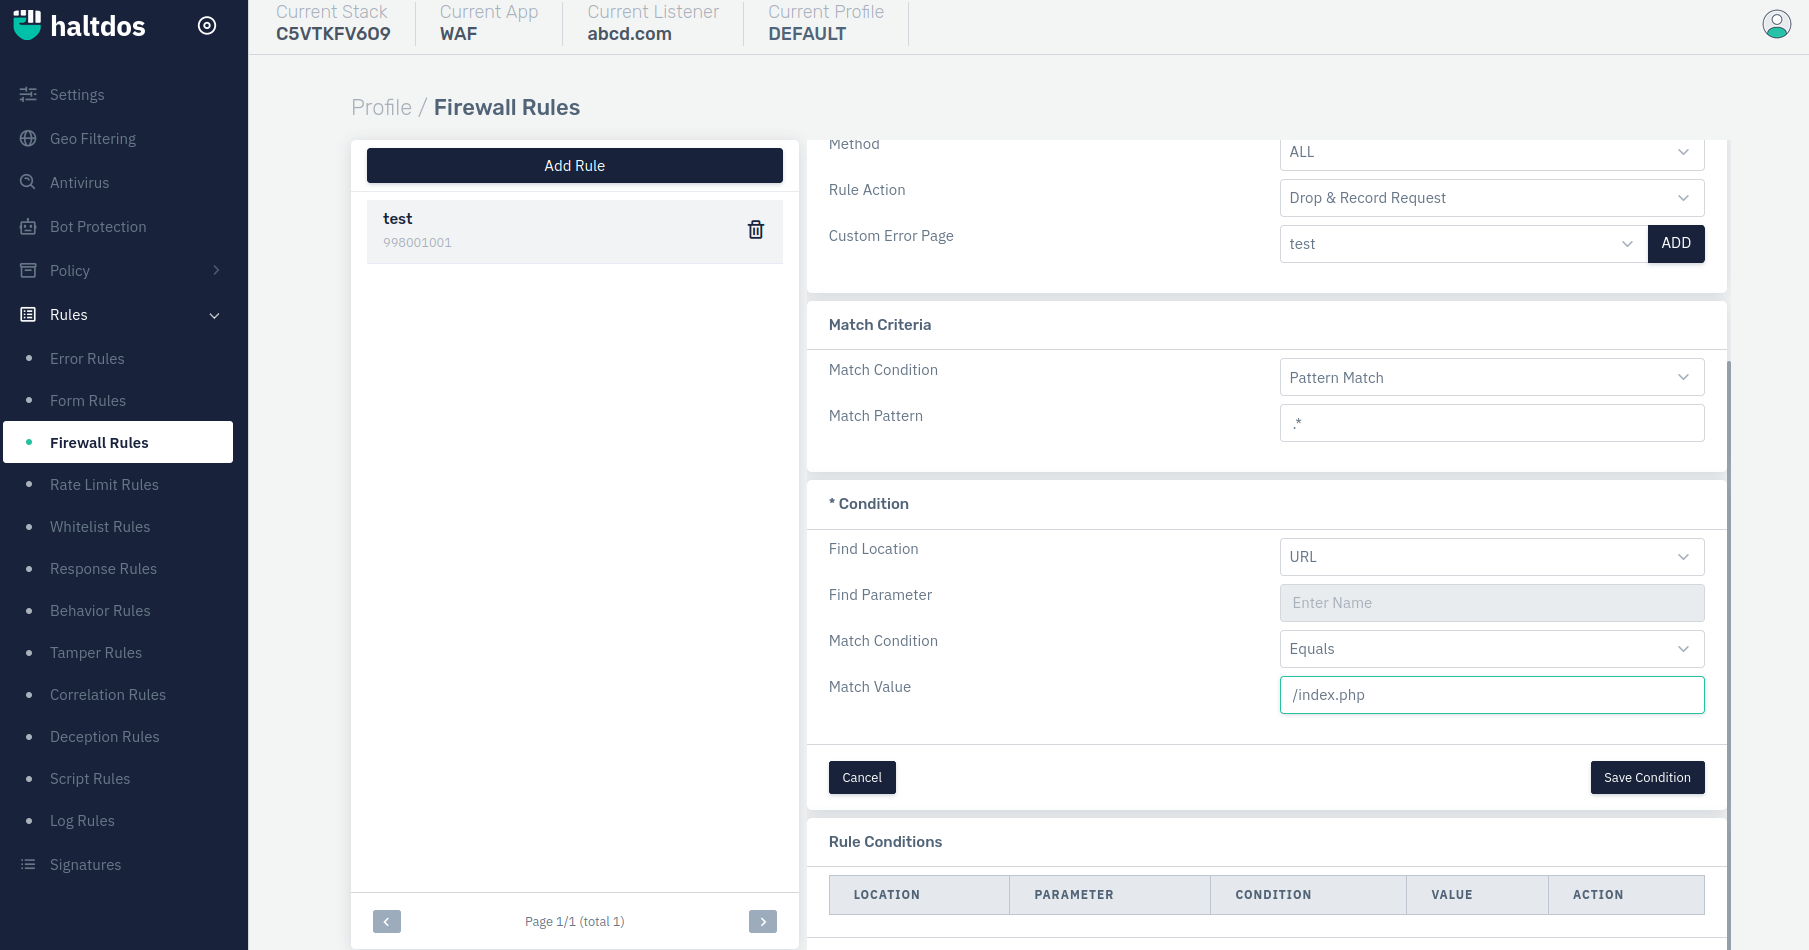 haltdos
Current Stack
C5VTKFV6O9
Current App
WAF
Current Listener
abcd.com
Current Profile
DEFAULT
Settings
Geo Filtering
Antivirus
Bot Protection
Policy
Rules
Error Rules
Form Rules
Firewall Rules
Rate Limit Rules
Whitelist Rules
Response Rules
Behavior Rules
Tamper Rules
Correlation Rules
Deception Rules
Script Rules
Log Rules
Signatures
Profile / Firewall Rules
Add Rule
test
998001001
Page 1/1 (total 1)
Method
ALL
Rule Action
Drop & Record Request
Custom Error Page
test
ADD
Match Criteria
Match Condition
Pattern Match
Match Pattern
.*
* Condition
Find Location
URL
Find Parameter
Enter Name
Match Condition
Equals
Match Value
/index.php
Cancel
Save Condition
Rule Conditions
LOCATION PARAMETER CONDITION VALUE ACTION